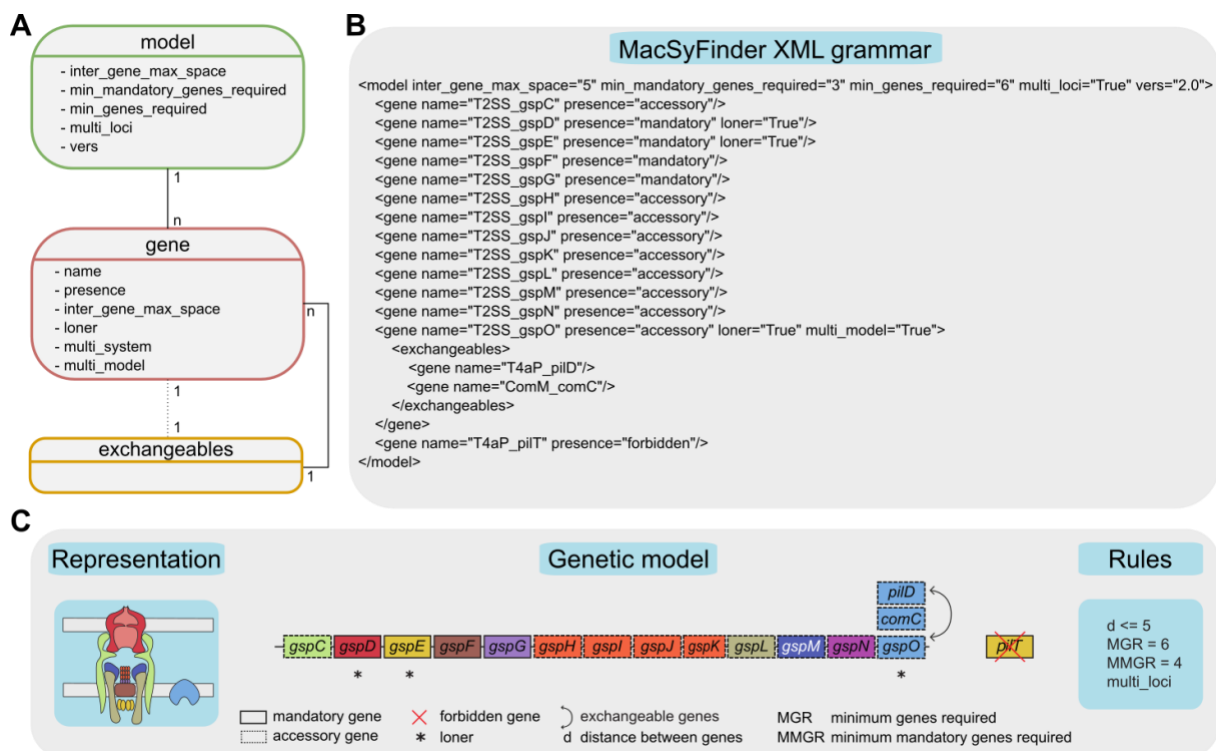 A
model
- inter_gene_max_space
- min_mandatory_genes_required
- min_genes_required
- multi_loci
- vers
1
n
gene
- name
- presence
- inter_gene_max_space
- loner
- multi_system
- multi_model
n
1
1
exchangeables
1
B
MacSyFinder XML grammar
<model inter_gene_max_space="5" min_mandatory_genes_required="3" min_genes_required="6" multi_loci="True" vers="2.0">
<gene name="T2SS_gspC" presence="accessory"/>
<gene name="T2SS_gspD" presence="mandatory" loner="True"/>
<gene name="T2SS_gspE" presence="mandatory" loner="True"/>
<gene name="T2SS_gspF" presence="mandatory"/>
<gene name="T2SS_gspG" presence="mandatory"/>
<gene name="T2SS_gspH" presence="accessory"/>
<gene name="T2SS_gspI" presence="accessory"/>
<gene name="T2SS_gspJ" presence="accessory"/>
<gene name="T2SS_gspK" presence="accessory"/>
<gene name="T2SS_gspL" presence="accessory"/>
<gene name="T2SS_gspM" presence="accessory"/>
<gene name="T2SS_gspN" presence="accessory"/>
<gene name="T2SS_gspO" presence="accessory" loner="True" multi_model="True">
<exchangeables>
<gene name="T4aP_pilD"/>
<gene name="ComM_comC"/>
</exchangeables>
</gene>
<gene name="T4aP_pilT" presence="forbidden"/>
</model>
C
Representation
Genetic model
pilD
comC
gspC gspD gspE gspF gspG gspH gspI gspJ gspK gspL gspM gspN gspO pilT
* * *
mandatory gene
accessory gene
forbidden gene
* loner
exchangeable genes
d distance between genes
MGR minimum genes required
MMGR minimum mandatory genes required
Rules
d <= 5
MGR = 6
MMGR = 4
multi_loci